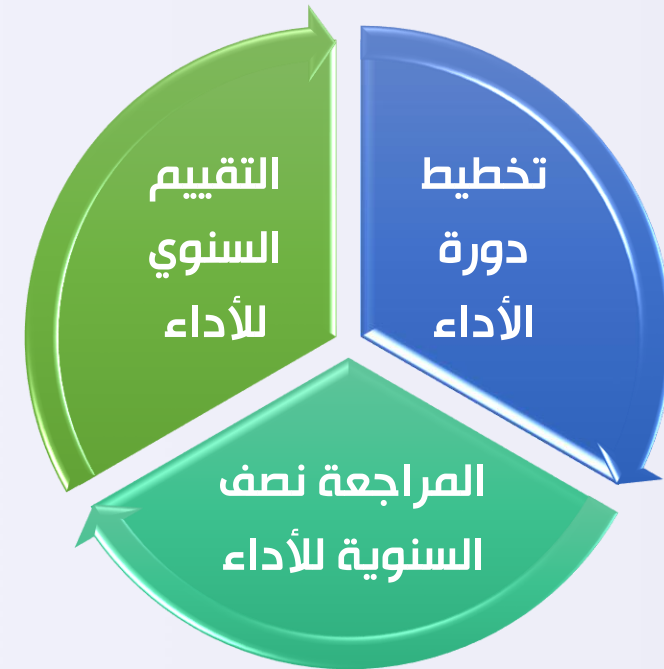 تخطيط
دورة
الأداء
المراجعة نصف
السنوية للأداء
التقييم
السنوي
للأداء